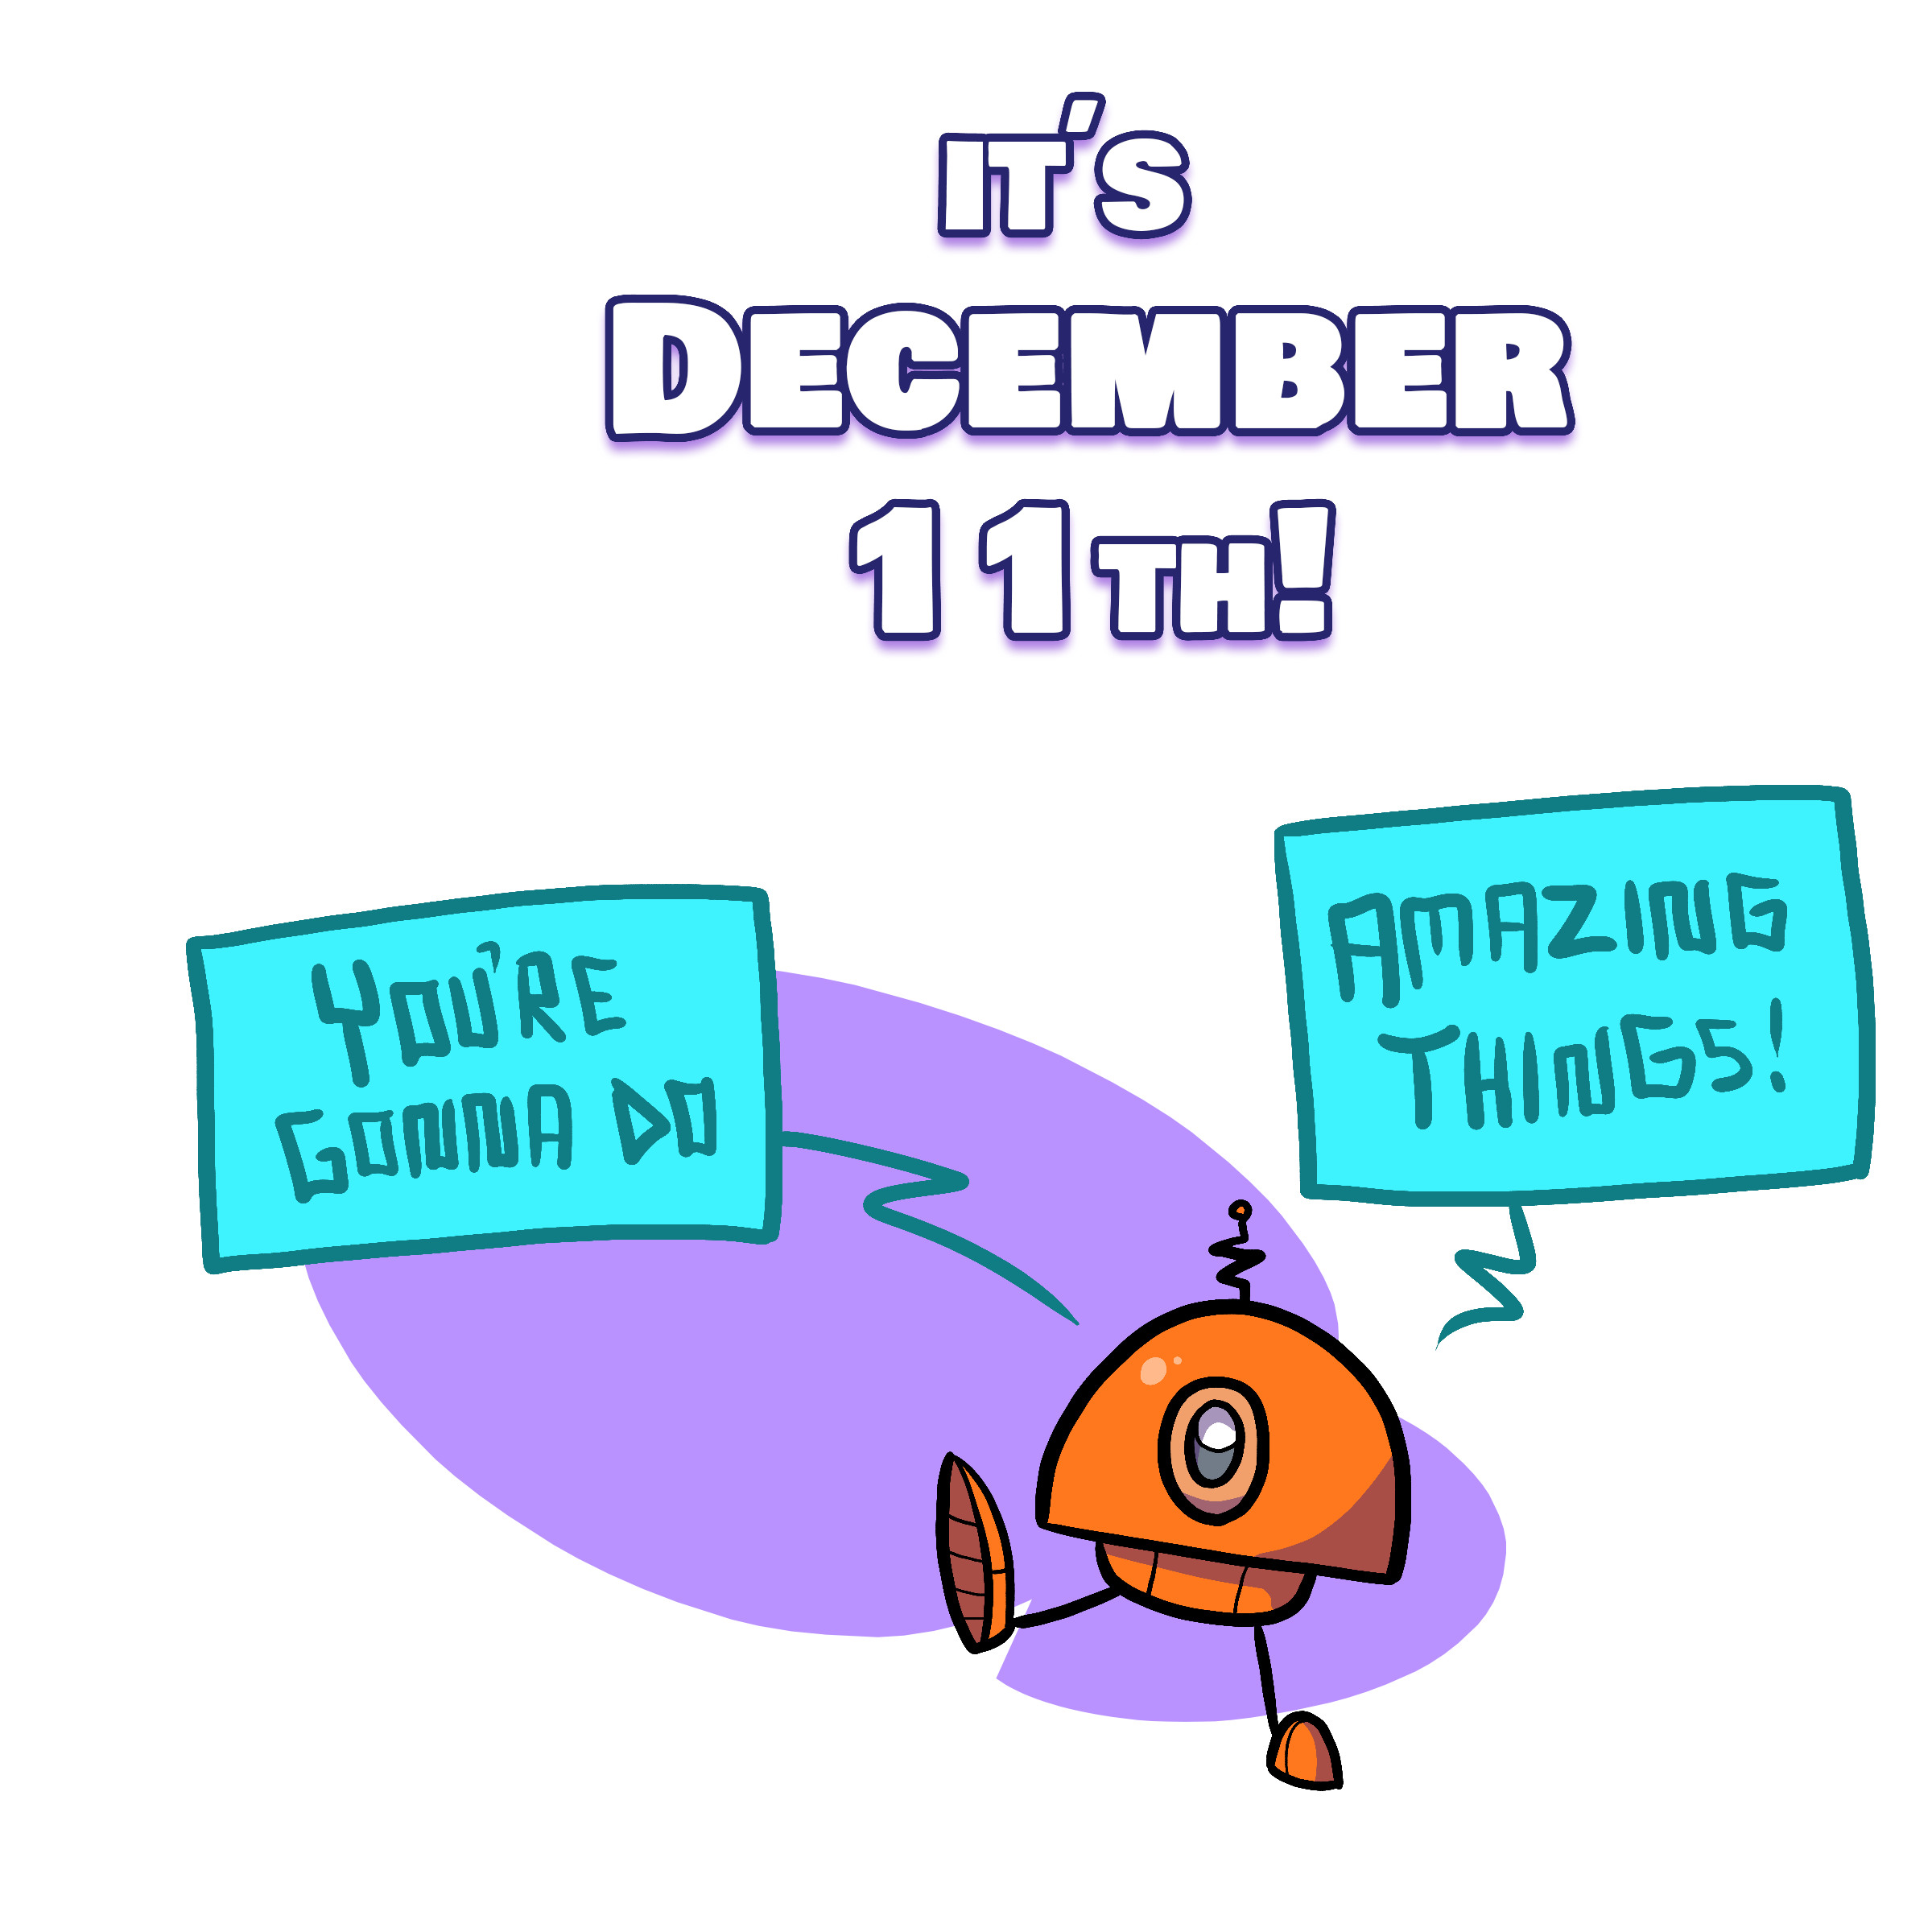 It's
December
11th!
You're
Gonna Do
Amazing
Things!